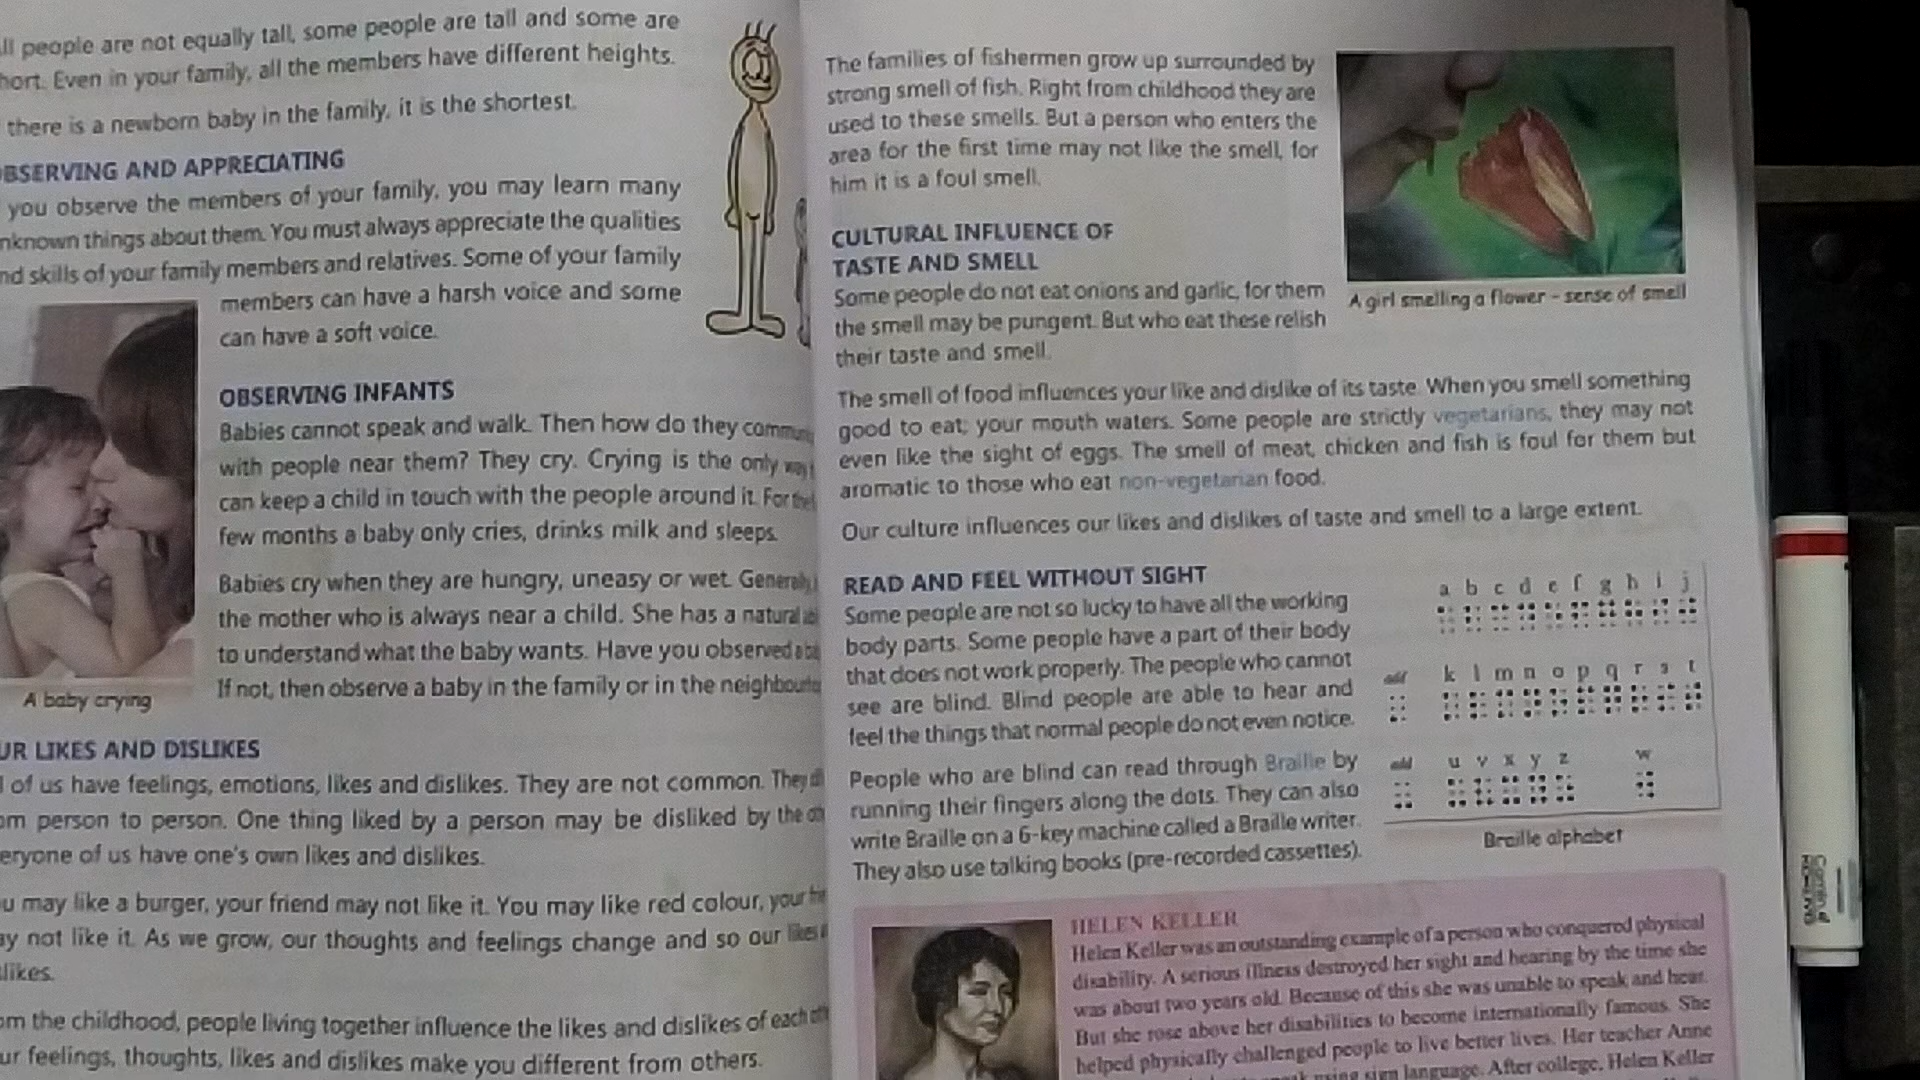 ll people are not equally tall, some people are tall and some are
hort. Even in your family, all the members have different heights.
there is a newborn baby in the family, it is the shortest.
BSERVING AND APPRECIATING
you observe the members of your family, you may learn many
nknown things about them. You must always appreciate the qualities
nd skills of your family members and relatives. Some of your family
members can have a harsh voice and some
can have a soft voice.
OBSERVING INFANTS
Babies cannot speak and walk. Then how do they commun
with people near them? They cry. Crying is the only way
can keep a child in touch with the people around it. For the
few months a baby only cries, drinks milk and sleeps.
Babies cry when they are hungry, uneasy or wet. Generally
the mother who is always near a child. She has a natural
to understand what the baby wants. Have you observed a
If not, then observe a baby in the family or in the neighbour
A baby crying
UR LIKES AND DISLIKES
l of us have feelings, emotions, likes and dislikes. They are not common. They
om person to person. One thing liked by a person may be disliked by the
eryone of us have one's own likes and dislikes.
u may like a burger, your friend may not like it. You may like red colour, your
ay not like it. As we grow, our thoughts and feelings change and so our likes
likes.
om the childhood, people living together influence the likes and dislikes of each
ur feelings, thoughts, likes and dislikes make you different from others.
The families of fishermen grow up surrounded by
strong smell of fish. Right from childhood they are
used to these smells. But a person who enters the
area for the first time may not like the smell, for
him it is a foul smell.
A girl smelling a flower - sense of smell
CULTURAL INFLUENCE OF
TASTE AND SMELL
Some people do not eat onions and garlic, for them
the smell may be pungent. But who eat these relish
their taste and smell.
The smell of food influences your like and dislike of its taste. When you smell something
good to eat, your mouth waters. Some people are strictly vegetarians, they may not
even like the sight of eggs. The smell of meat, chicken and fish is foul for them but
aromatic to those who eat non-vegetarian food.
Our culture influences our likes and dislikes of taste and smell to a large extent.
READ AND FEEL WITHOUT SIGHT
Some people are not so lucky to have all the working
body parts. Some people have a part of their body
that does not work properly. The people who cannot
see are blind. Blind people are able to hear and
feel the things that normal people do not even notice.
People who are blind can read through Braille by
running their fingers along the dots. They can also
write Braille on a 6-key machine called a Braille writer.
They also use talking books (pre-recorded cassettes).
a b c d e f g h i j
add k l m n o p q r s t
add u v x y z w
Braille alphabet
HELEN KELLER
Helen Keller was an outstanding example of a person who conquered physical
disability. A serious illness destroyed her sight and hearing by the time she
was about two years old. Because of this she was unable to speak and hear.
But she rose above her disabilities to become internationally famous. She
helped physically challenged people to live better lives. Her teacher Anne
speak using sign language. After college, Helen Keller
Camlin
KOKUYO